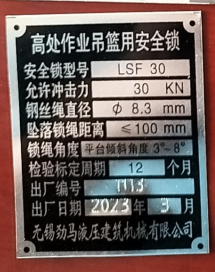 高处作业吊篮用安全锁
安全锁型号 LSF 30
允许冲击力 30 KN
钢丝绳直径 ф 8.3 mm
坠落锁绳距离 ≤100 mm
锁绳角度 平台倾斜角度 3°~8°
检验标定周期 12 个月
出厂编号 1113
出厂日期 2023 年 3 月
无锡劲马液压建筑机械有限公司